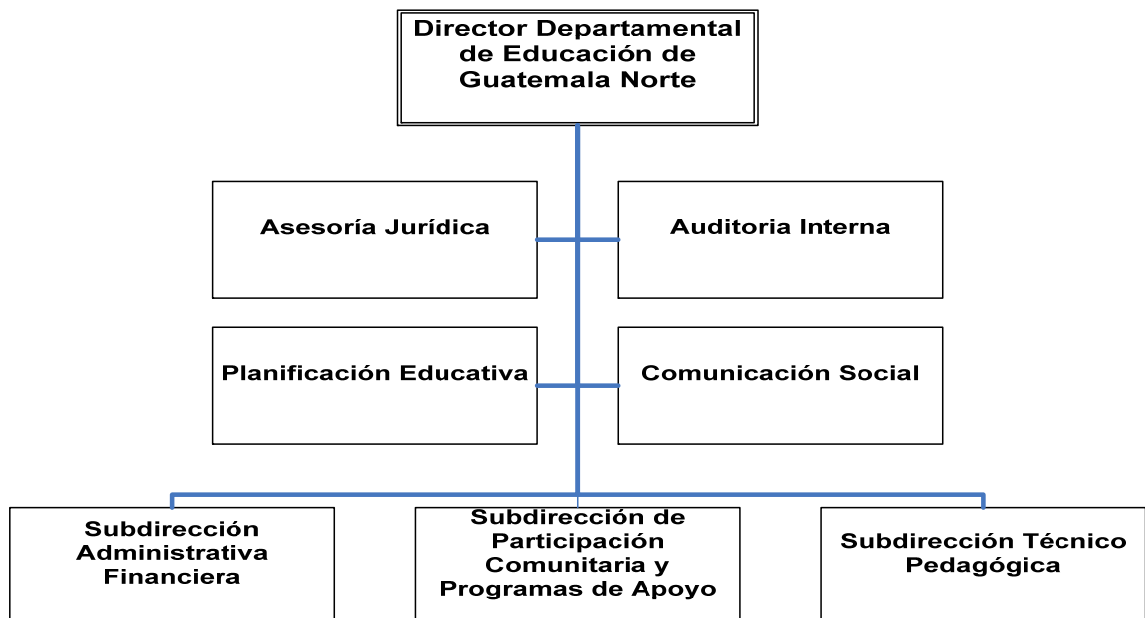 Director Departamental
de Educación de
Guatemala Norte
Asesoría Jurídica
Auditoria Interna
Planificación Educativa
Comunicación Social
Subdirección
Administrativa
Financiera
Subdirección de
Participación
Comunitaria y
Programas de Apoyo
Subdirección Técnico
Pedagógica